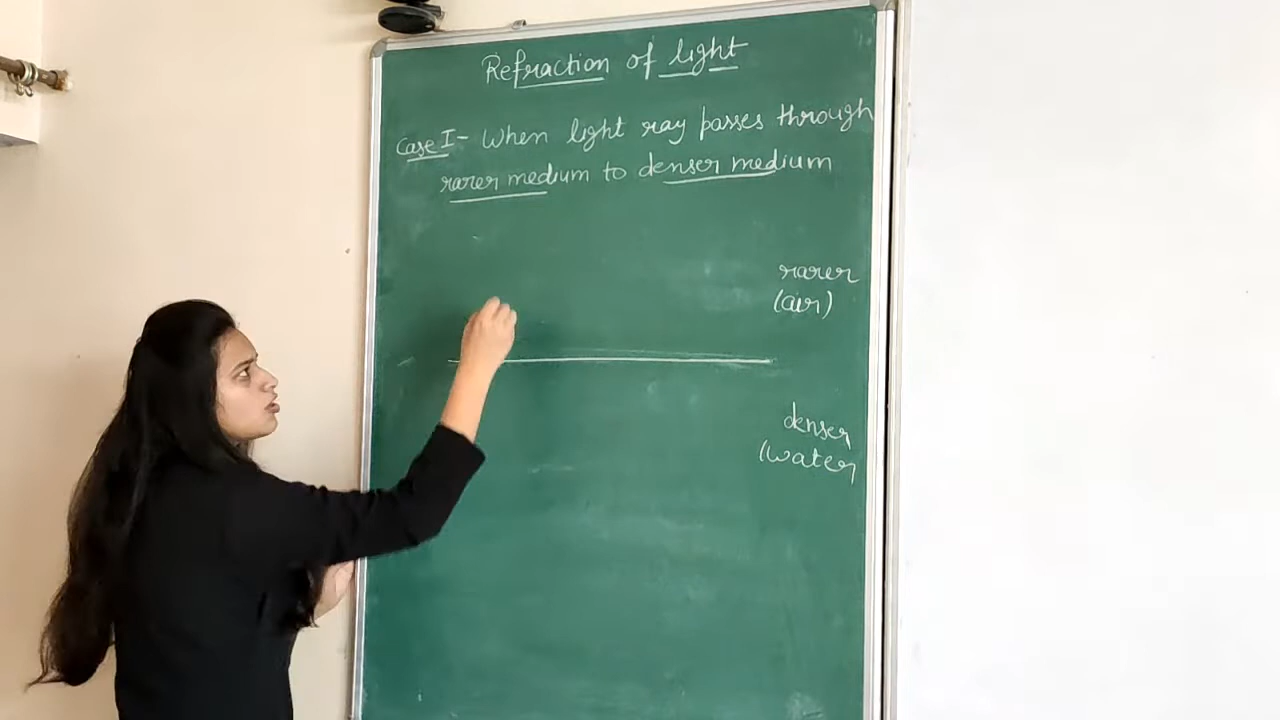 Refraction of light
Case I- When light ray passes through
rarer medium to denser medium
rarer
(air)
denser
(water